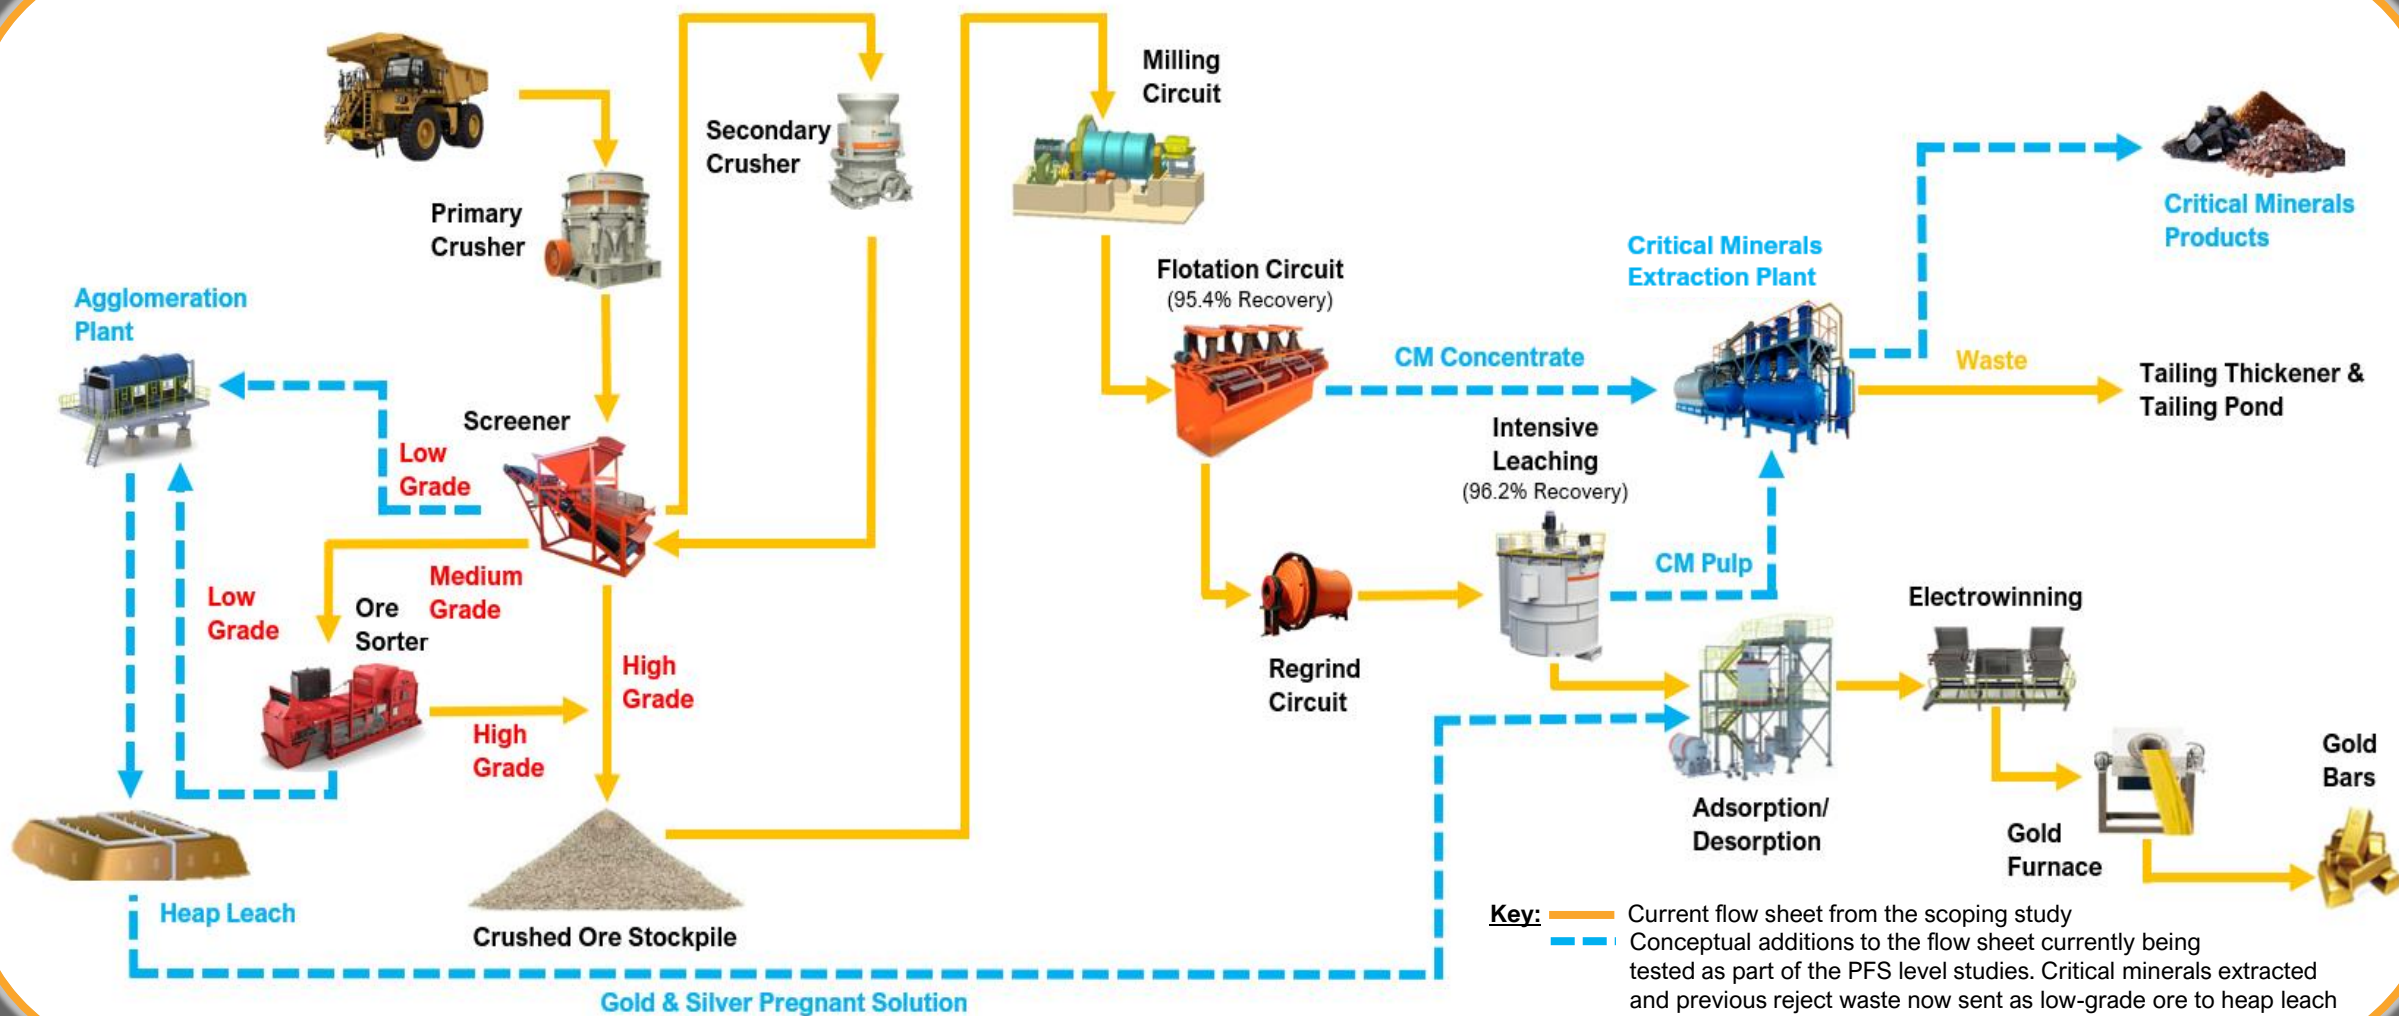 Milling
Circuit
Secondary
Crusher
Primary
Crusher
Critical Minerals
Products
Critical Minerals
Extraction Plant
Flotation Circuit
(95.4% Recovery)
Agglomeration
Plant
CM Concentrate
Waste
Tailing Thickener &
Tailing Pond
Screener
Low
Grade
Intensive
Leaching
(96.2% Recovery)
CM Pulp
Medium
Grade
Low
Grade
Ore
Sorter
Electrowinning
High
Grade
Regrind
Circuit
High
Grade
Gold
Bars
Adsorption/
Desorption
Gold
Furnace
Heap Leach
Crushed Ore Stockpile
Gold & Silver Pregnant Solution
Key: Current flow sheet from the scoping study
Conceptual additions to the flow sheet currently being
tested as part of the PFS level studies. Critical minerals extracted
and previous reject waste now sent as low-grade ore to heap leach